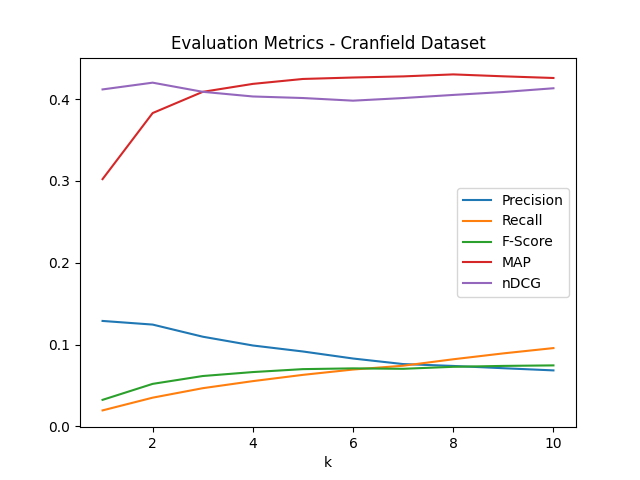 Evaluation Metrics - Cranfield Dataset
0.4
0.3
0.2
0.1
0.0
Precision
Recall
F-Score
MAP
nDCG
2 4 6 8 10
k